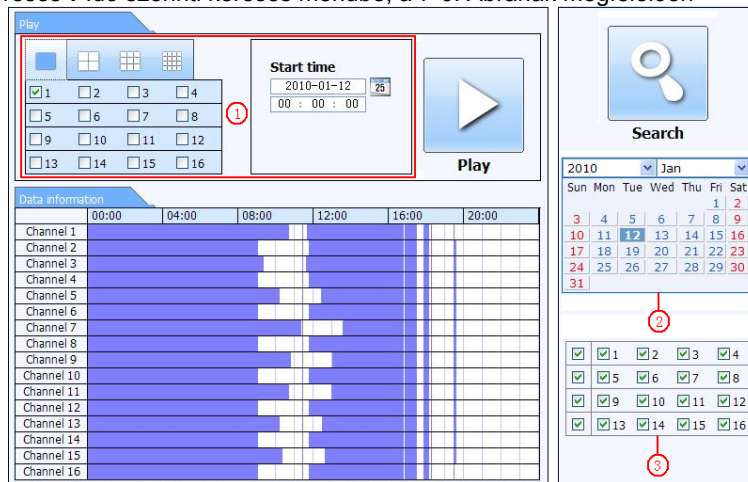 Play
1 2 3 4
5 6 7 8
9 10 11 12
13 14 15 16
1
Start time
2010-01-12
25
00 : 00 : 00
Play
Data information
00:00 04:00 08:00 12:00 16:00 20:00
Channel 1
Channel 2
Channel 3
Channel 4
Channel 5
Channel 6
Channel 7
Channel 8
Channel 9
Channel 10
Channel 11
Channel 12
Channel 13
Channel 14
Channel 15
Channel 16
Search
2010 Jan
Sun Mon Tue Wed Thu Fri Sat
1 2
3 4 5 6 7 8 9
10 11 12 13 14 15 16
17 18 19 20 21 22 23
24 25 26 27 28 29 30
31
2
1 2 3 4
5 6 7 8
9 10 11 12
13 14 15 16
3